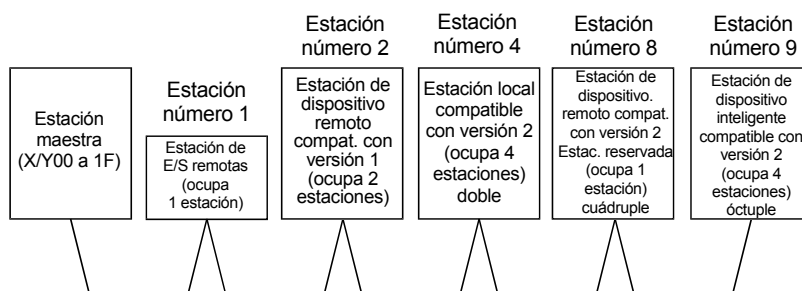 Estación
maestra
(X/Y00 a 1F)
Estación
número 1
Estación de
E/S remotas
(ocupa
1 estación)
Estación
número 2
Estación de
dispositivo
remoto
compat. con
versión 1
(ocupa 2
estaciones)
Estación
número 4
Estación local
compatible
con versión 2
(ocupa 4
estaciones)
doble
Estación
número 8
Estación de
dispositivo.
remoto compat.
con versión 2
Estac. reservada
(ocupa 1
estación)
cuádruple
Estación
número 9
Estación de
dispositivo
inteligente
compatible con
versión 2
(ocupa 4
estaciones)
óctuple